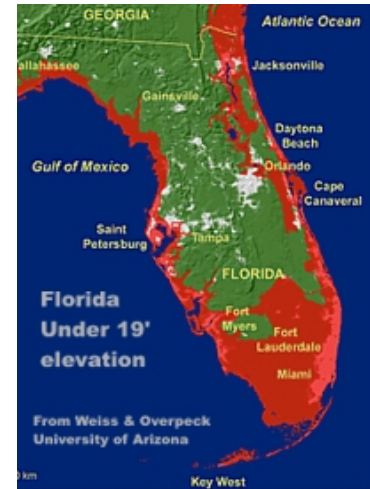 GEORGIA
Atlantic Ocean
allahassee
Jacksonville
Gainsville
Daytona
Beach
Gulf of Mexico
Orlando
Cape
Canaveral
Saint
Petersburg
Tampa
FLORIDA
Florida
Under 19'
elevation
Fort
Myers
Fort
Lauderdale
Miami
From Weiss & Overpeck
University of Arizona
0 km
Key West